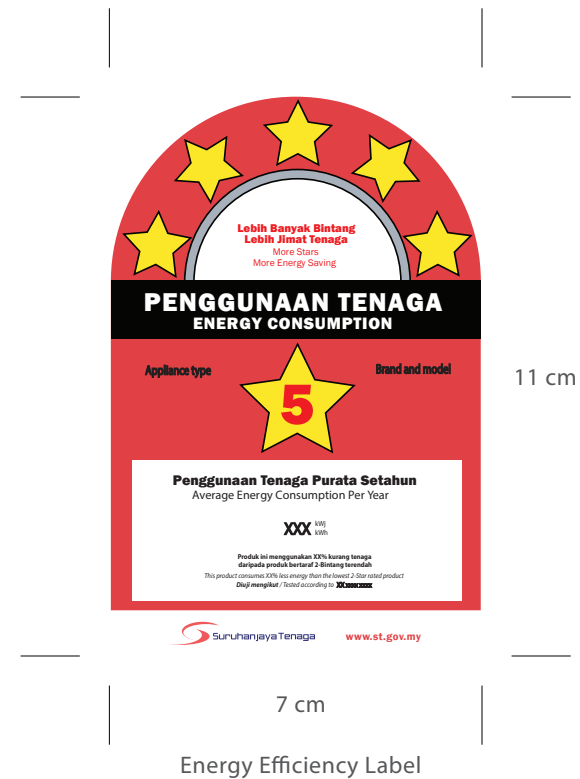 Lebih Banyak Bintang
Lebih Jimat Tenaga
More Stars
More Energy Saving
PENGGUNAAN TENAGA
ENERGY CONSUMPTION
Appliance type
Brand and model
5
11 cm
Penggunaan Tenaga Purata Setahun
Average Energy Consumption Per Year
XXX kWj
kWh
Produk ini menggunakan XX% kurang tenaga
daripada produk bertaraf 2-Bintang terendah
This product consumes XX% less energy than the lowest 2-Star rated product
Diuji mengikut / Tested according to
Suruhanjaya Tenaga
www.st.gov.my
7 cm
Energy Efficiency Label